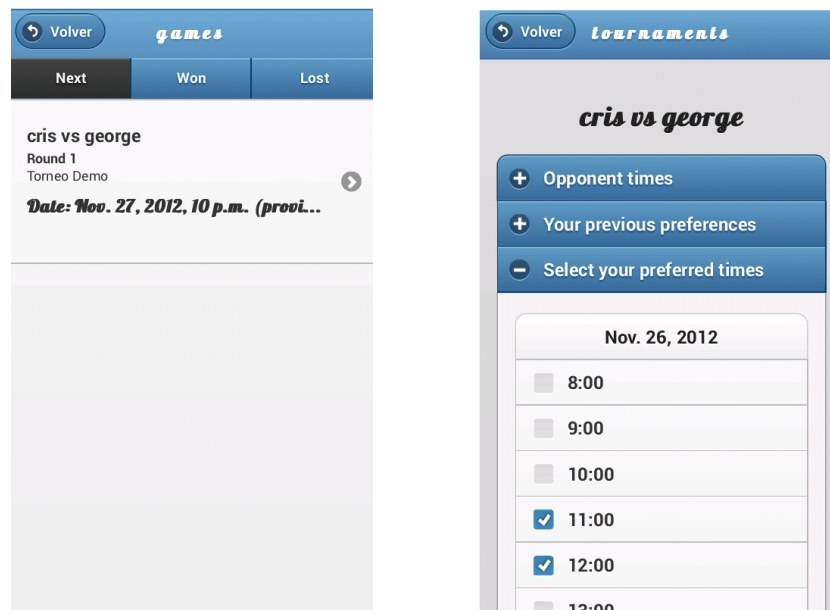 Volver
games
Next
Won
Lost
cris vs george
Round 1
Torneo Demo
Date: Nov. 27, 2012, 10 p.m. (provi...
Volver
tournaments
cris vs george
Opponent times
Your previous preferences
Select your preferred times
Nov. 26, 2012
8:00
9:00
10:00
11:00
12:00
13:00